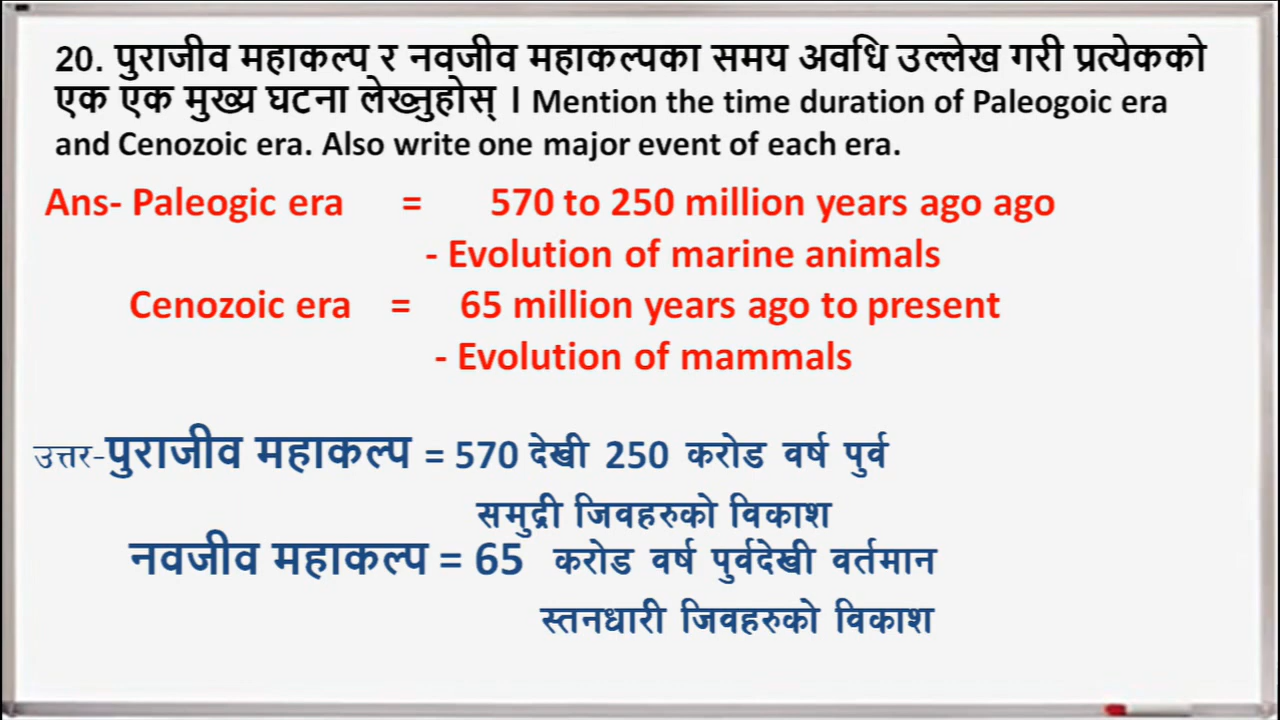 20. पुराजीव महाकल्प र नवजीव महाकल्पका समय अवधि उल्लेख गरी प्रत्येकको
एक एक मुख्य घटना लेख्नुहोस् । Mention the time duration of Paleogoic era
and Cenozoic era. Also write one major event of each era.
Ans- Paleogic era = 570 to 250 million years ago ago
- Evolution of marine animals
Cenozoic era = 65 million years ago to present
- Evolution of mammals
उत्तर-पुराजीव महाकल्प = 570 देखी 250 करोड वर्ष पुर्व
समुद्री जिवहरुको विकाश
नवजीव महाकल्प = 65 करोड वर्ष पुर्वदेखी वर्तमान
स्तनधारी जिवहरुको विकाश